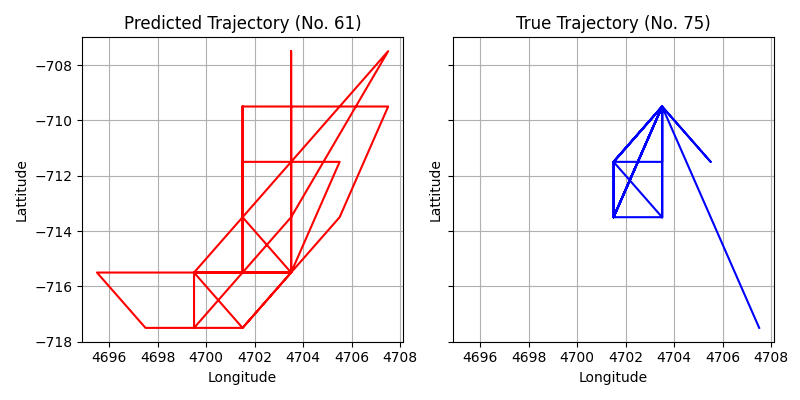 Predicted Trajectory (No. 61)
True Trajectory (No. 75)
−708
−710
−712
−714
−716
−718
Lattitude
Lattitude
4696 4698 4700 4702 4704 4706 4708
4696 4698 4700 4702 4704 4706 4708
Longitude
Longitude